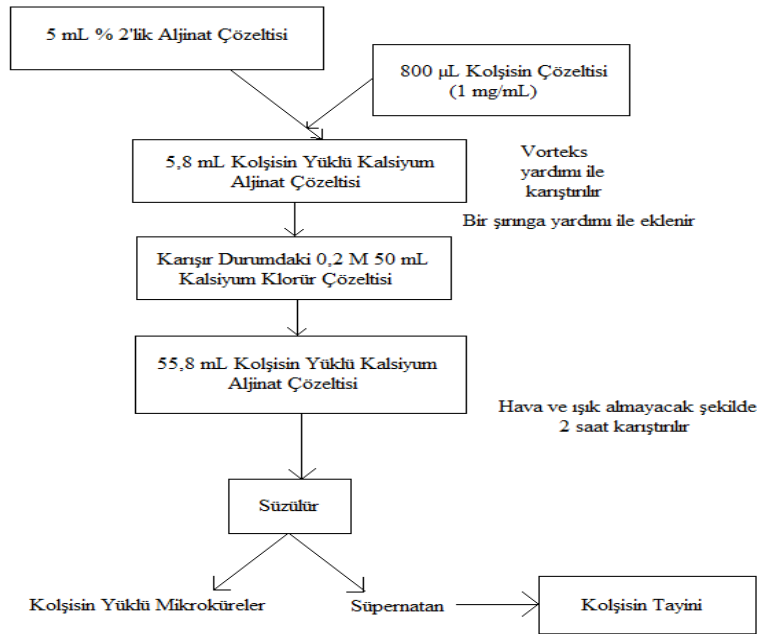 5 mL % 2'lik Aljinat Çözeltisi
800 µL Kolşisin Çözeltisi
(1 mg/mL)
5,8 mL Kolşisin Yüklü Kalsiyum
Aljinat Çözeltisi
Vorteks
yardımı ile
karıştırılır
Bir şırınga yardımı ile eklenir
Karışır Durumdaki 0,2 M 50 mL
Kalsiyum Klorür Çözeltisi
55,8 mL Kolşisin Yüklü Kalsiyum
Aljinat Çözeltisi
Hava ve ışık almayacak şekilde
2 saat karıştırılır
Süzülür
Kolşisin Yüklü Mikroküreler
Süpernatan
Kolşisin Tayini